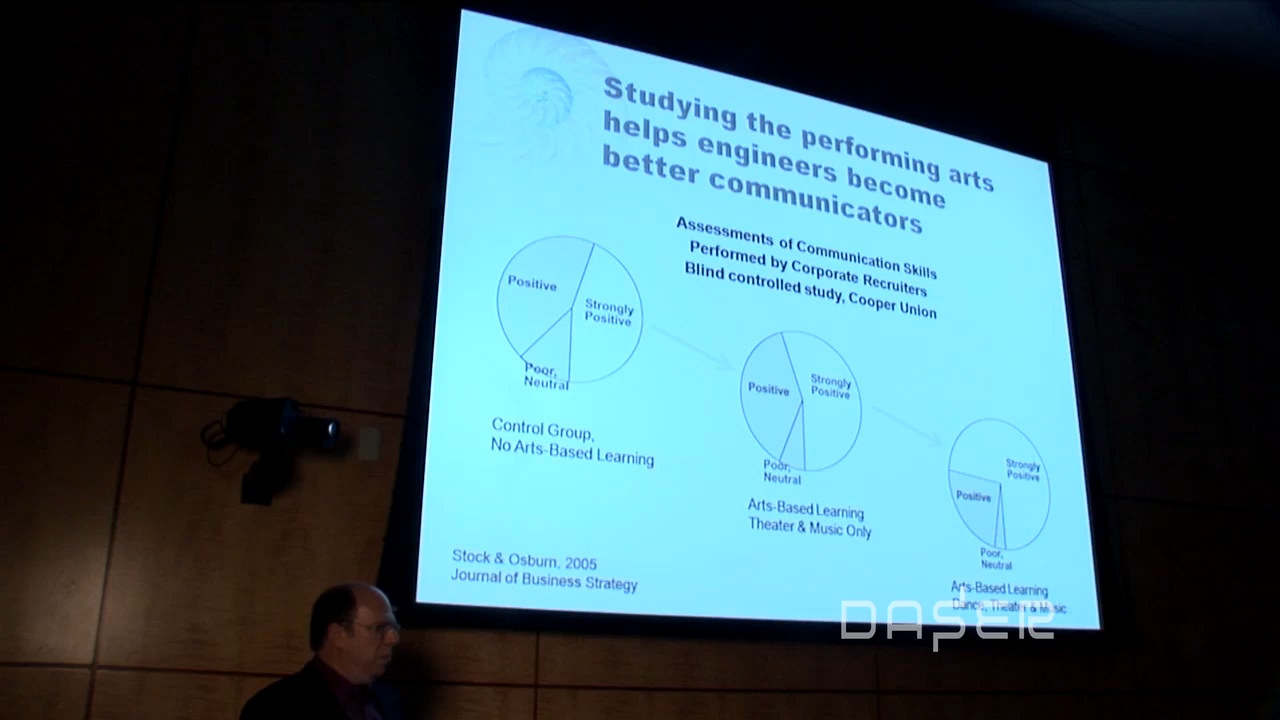 Studying the performing arts
helps engineers become
better communicators
Assessments of Communication Skills
Performed by Corporate Recruiters
Blind controlled study, Cooper Union
Positive
Strongly
Positive
Poor,
Neutral
Control Group,
No Arts-Based Learning
Positive
Strongly
Positive
Poor,
Neutral
Arts-Based Learning
Theater & Music Only
Strongly
Positive
Positive
Poor,
Neutral
Arts-Based Learning
Dance, Theater & Music
Stock & Osburn, 2005
Journal of Business Strategy
DASER